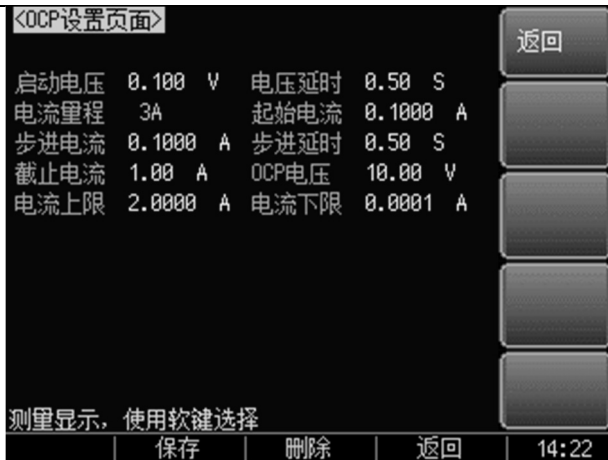 <OCP设置页面>
返回
启动电压 0.100 V 电压延时 0.50 S
电流量程 3A 起始电流 0.1000 A
步进电流 0.1000 A 步进延时 0.50 S
截止电流 1.00 A OCP电压 10.00 V
电流上限 2.0000 A 电流下限 0.0001 A
测量显示，使用软键选择
保存 删除 返回 14:22